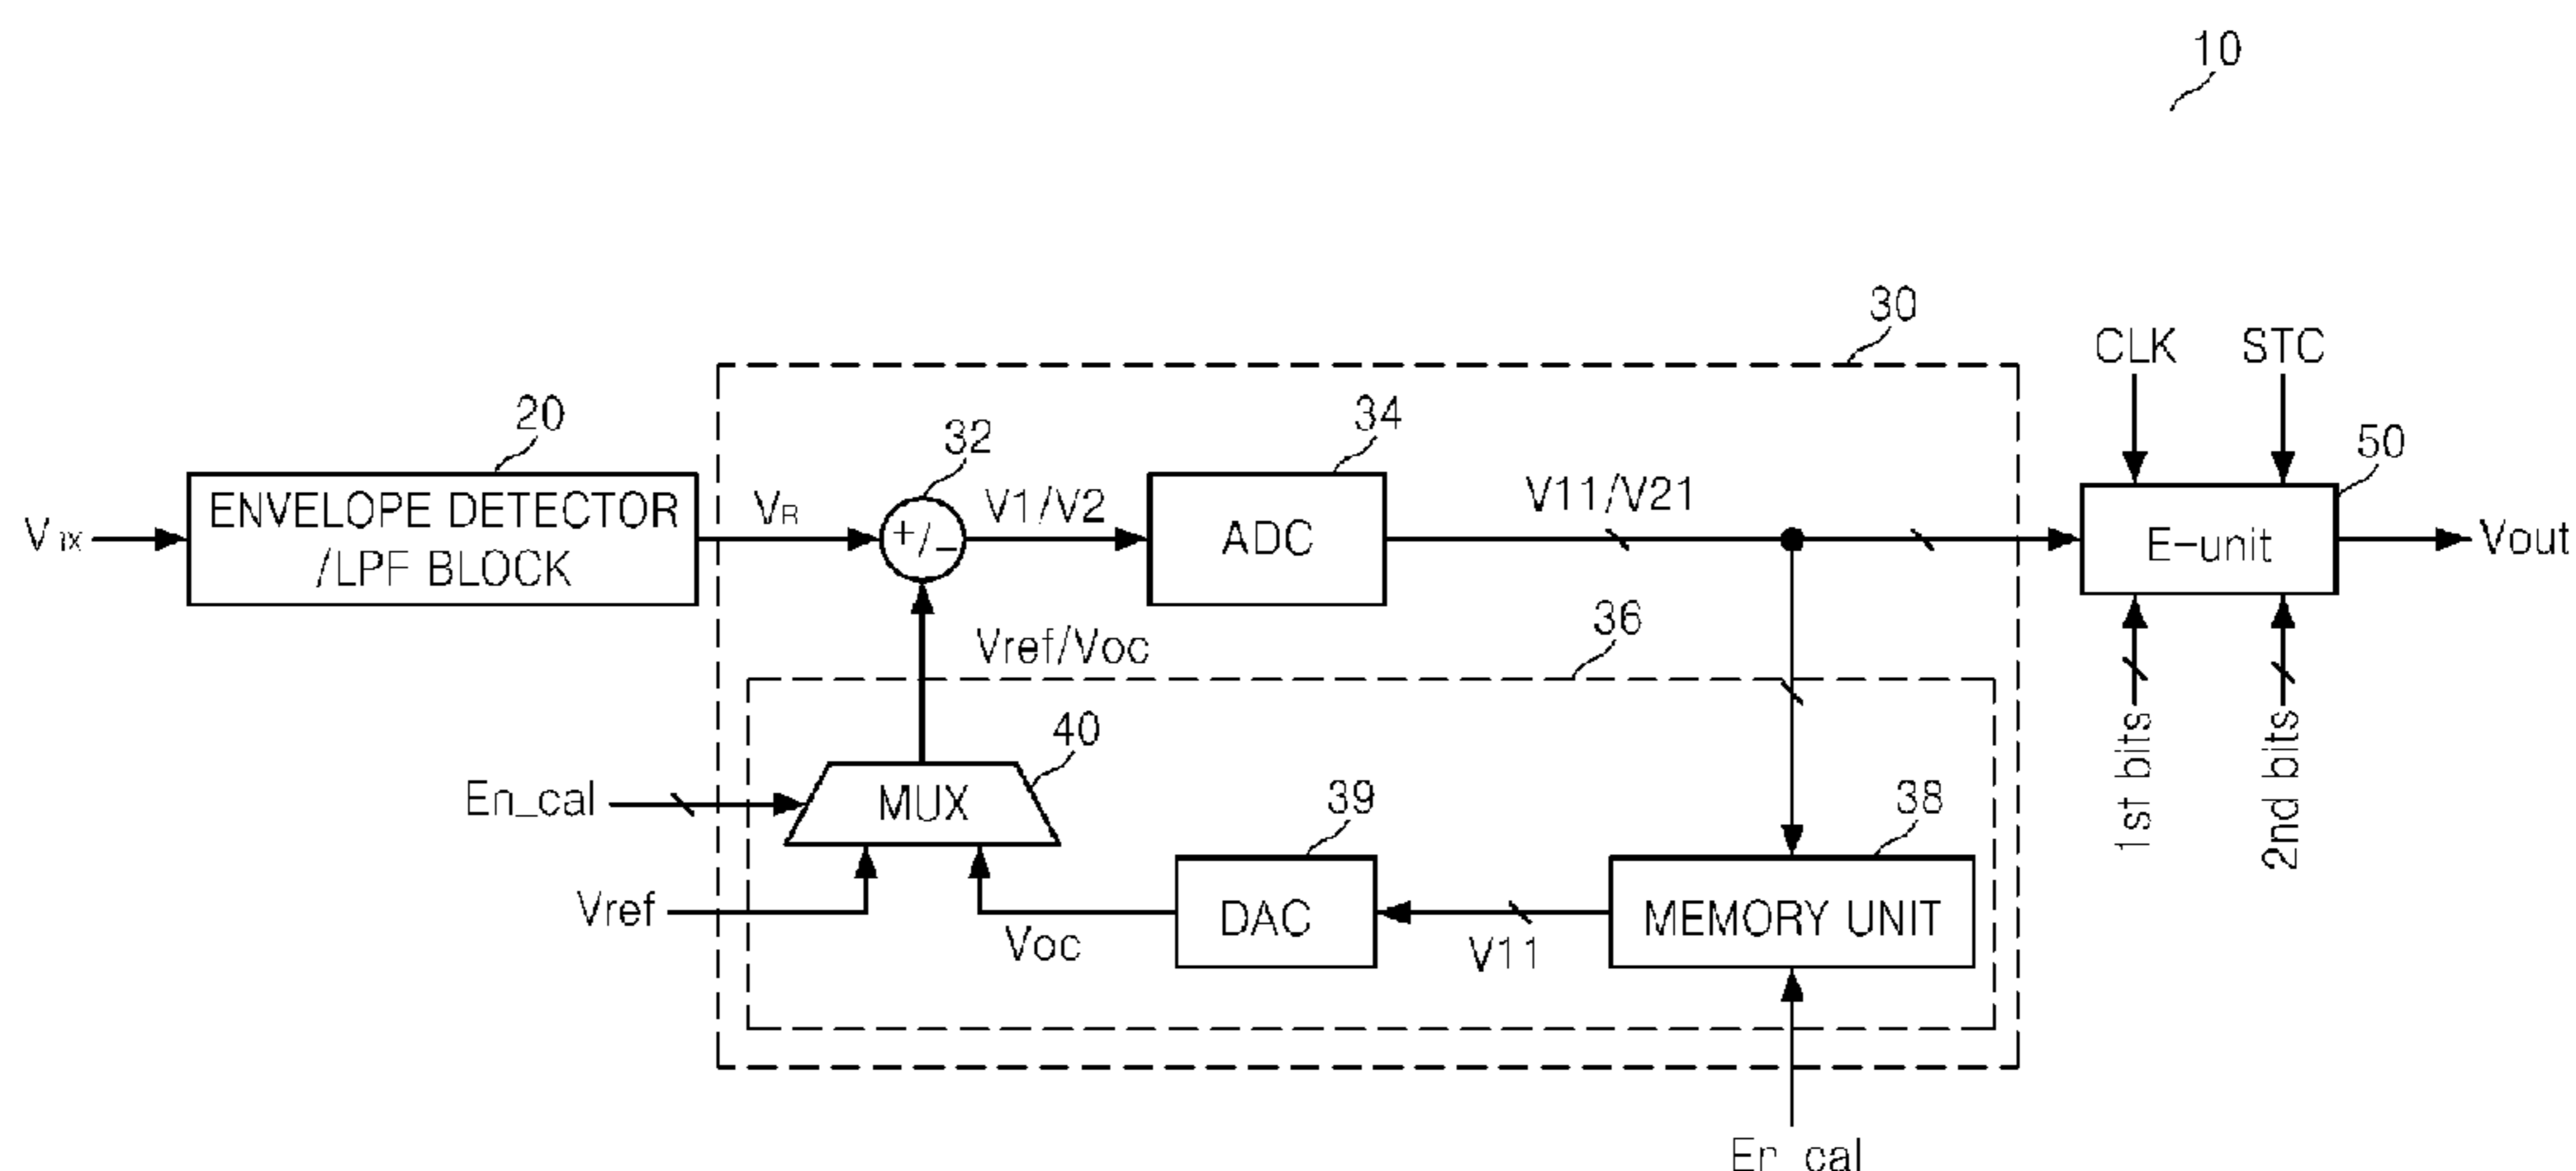 10
30
CLK STC
20
32
34
50
ENVELOPE DETECTOR
/LPF BLOCK
VR
+/-
V1/V2
ADC
V11/V21
E-unit
Vout
Vref/Voc
36
En_cal
40
MUX
39
38
1st bits
2nd bits
Vref
Voc
DAC
V11
MEMORY UNIT